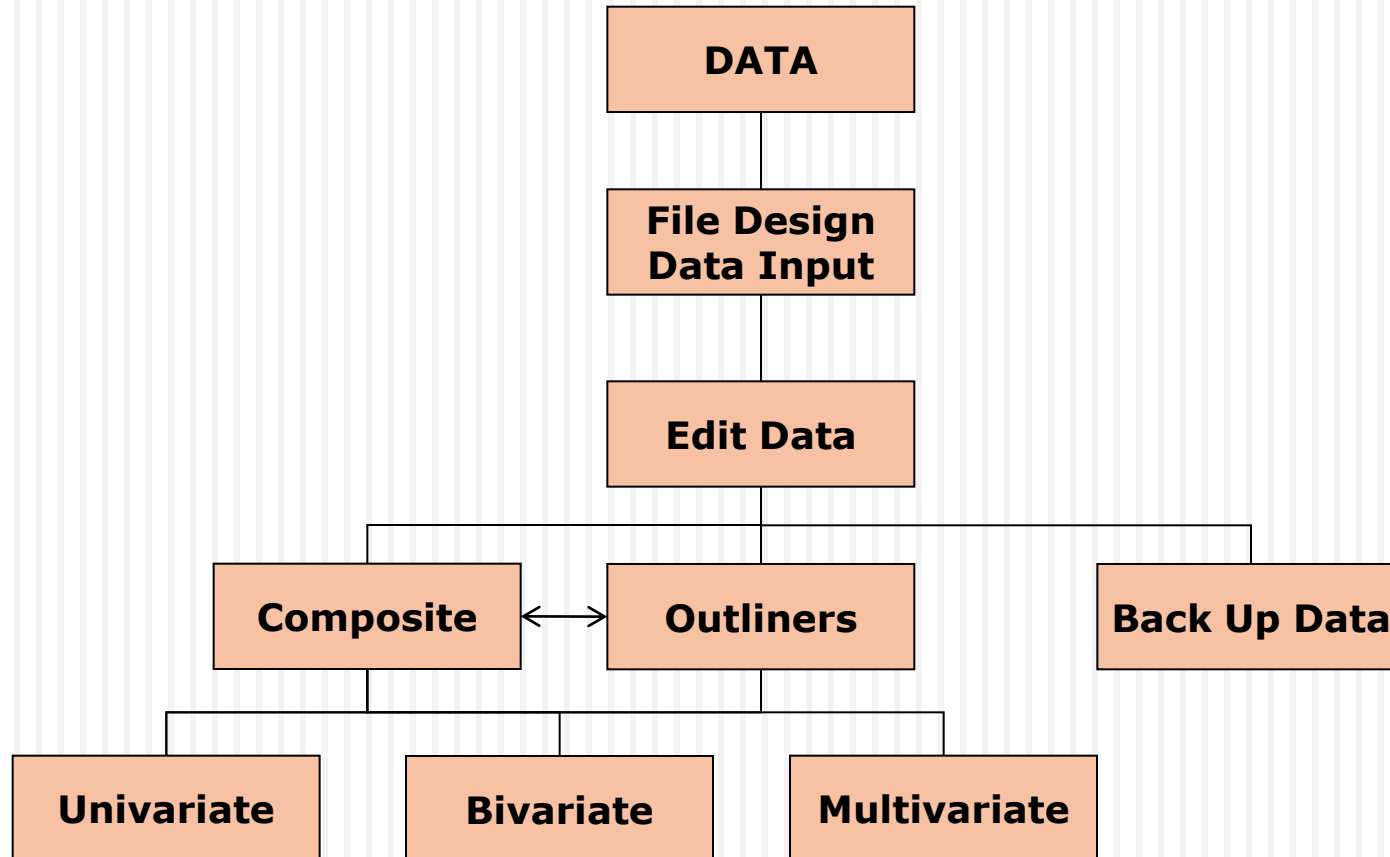 DATA
File Design
Data Input
Edit Data
Composite
Outliners
Back Up Data
Univariate
Bivariate
Multivariate